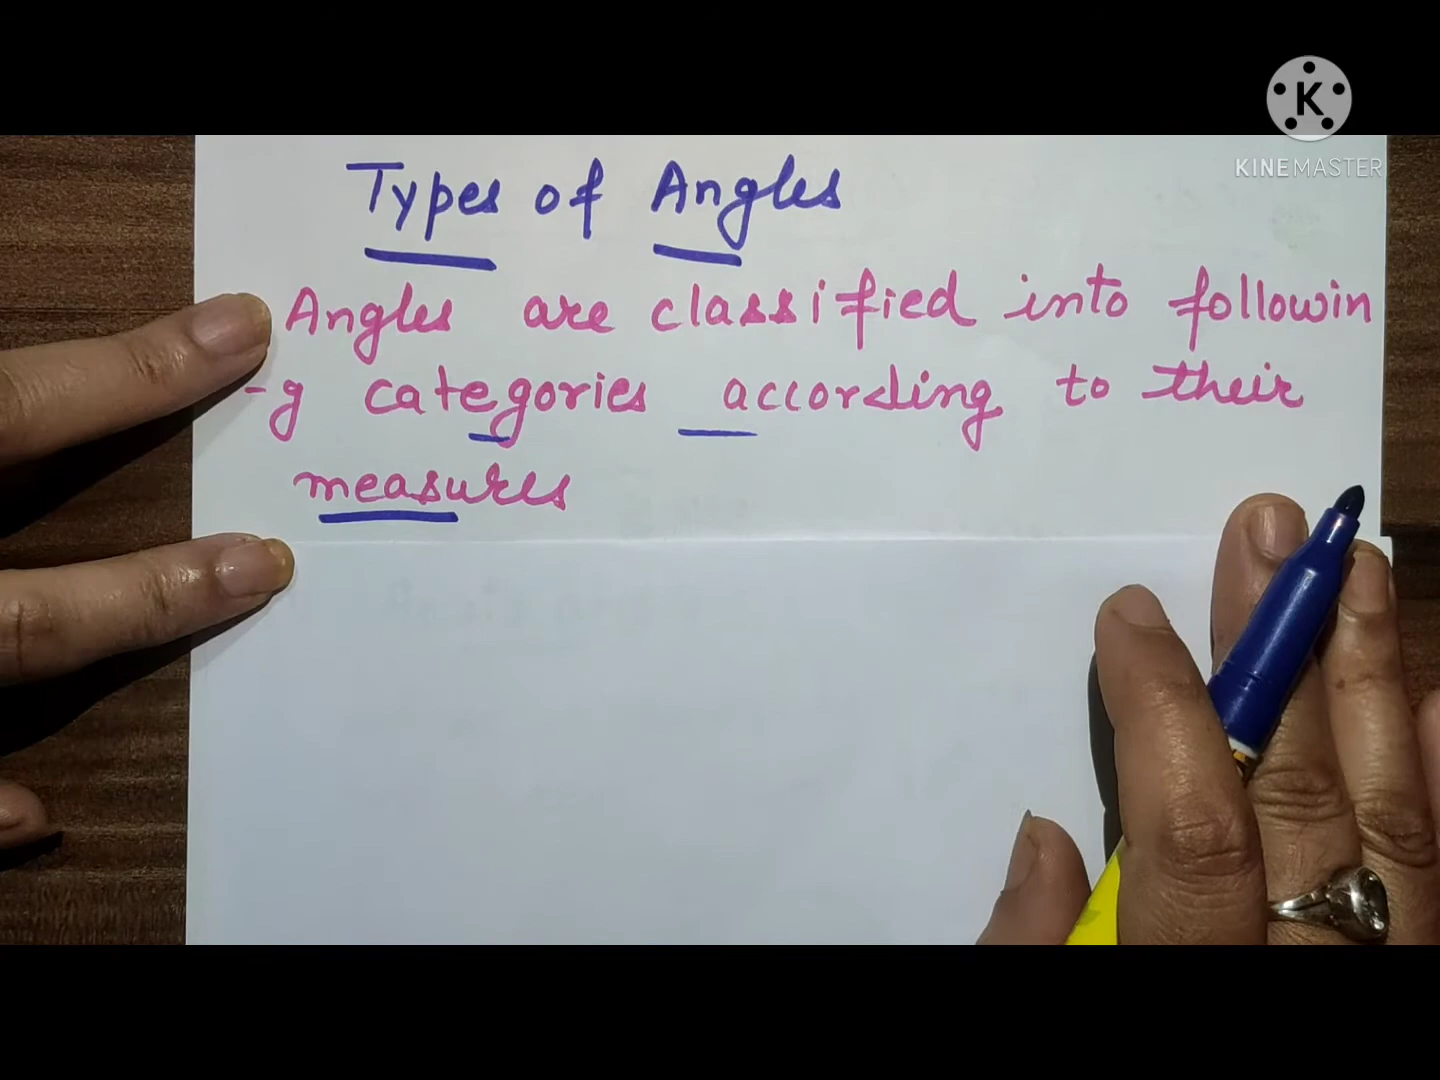 K
KINEMASTER
Types of Angles
Angles are classified into followin
-g categories according to their
measures